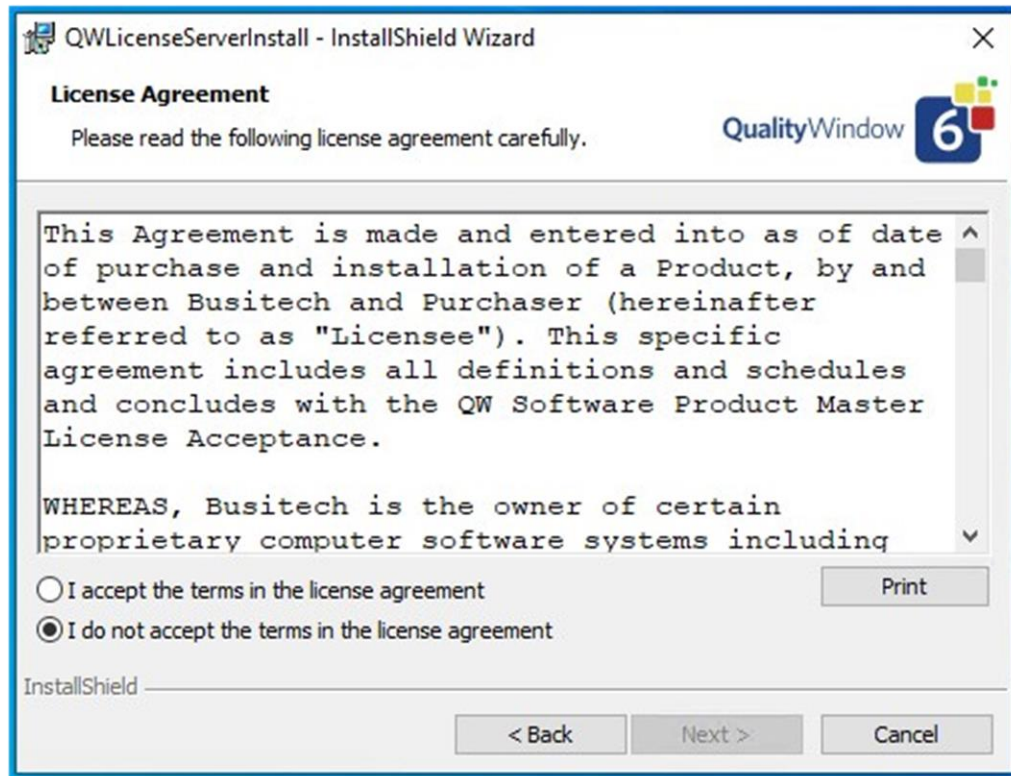 QWLicenseServerInstall - InstallShield Wizard
License Agreement
Please read the following license agreement carefully.
QualityWindow 6
This Agreement is made and entered into as of date
of purchase and installation of a Product, by and
between Busitech and Purchaser (hereinafter
referred to as "Licensee"). This specific
agreement includes all definitions and schedules
and concludes with the QW Software Product Master
License Acceptance.
WHEREAS, Busitech is the owner of certain
proprietary computer software systems including
I accept the terms in the license agreement
Print
I do not accept the terms in the license agreement
InstallShield
< Back Next > Cancel